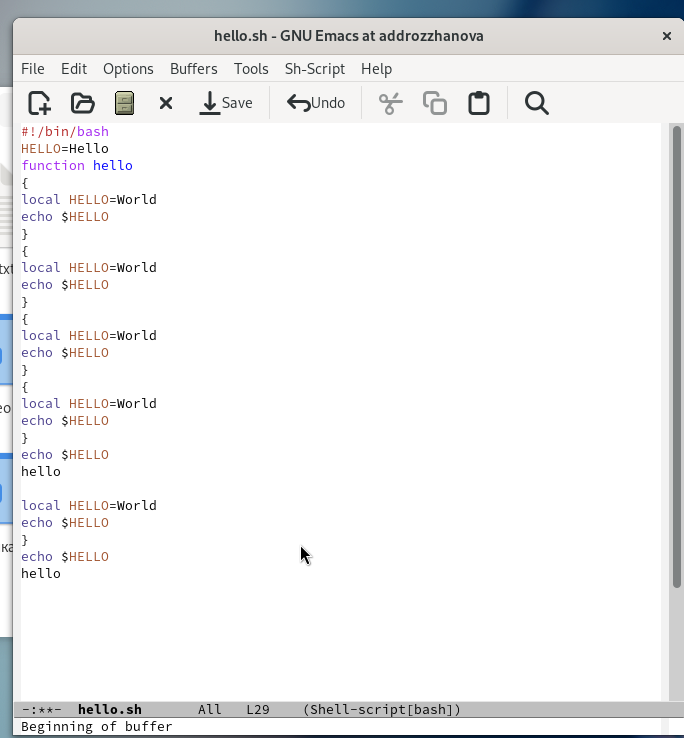 hello.sh - GNU Emacs at addrozzhanova ×
File Edit Options Buffers Tools Sh-Script Help
Save Undo
#!/bin/bash
HELLO=Hello
function hello
{
local HELLO=World
echo $HELLO
}
{
local HELLO=World
echo $HELLO
}
{
local HELLO=World
echo $HELLO
}
{
local HELLO=World
echo $HELLO
}
echo $HELLO
hello

local HELLO=World
echo $HELLO
}
echo $HELLO
hello
-:**- hello.sh All L29 (Shell-script[bash])
Beginning of buffer